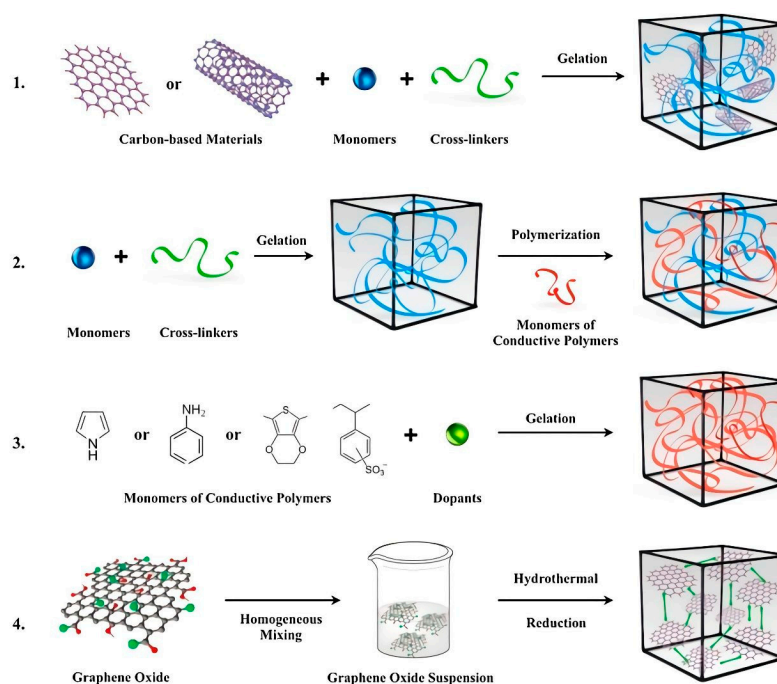 1.
or
+
+
Gelation
Carbon-based Materials
Monomers
Cross-linkers
2.
+
Gelation
Polymerization
Monomers
Cross-linkers
Monomers of
Conductive Polymers
3.
N
H
or
NH2
or
S
O
O
SO3−
+
Gelation
Monomers of Conductive Polymers
Dopants
4.
Homogeneous
Mixing
Hydrothermal
Reduction
Graphene Oxide
Graphene Oxide Suspension